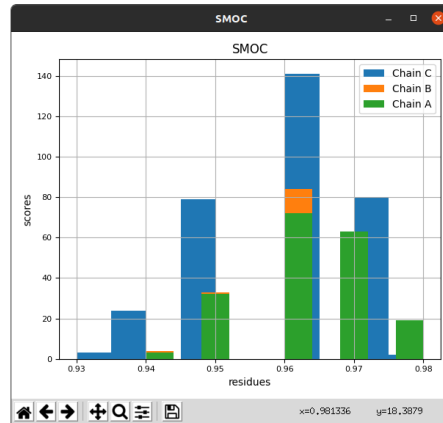 SMOC
SMOC
Chain C
Chain B
Chain A
140
120
100
80
60
40
20
0
scores
0.93 0.94 0.95 0.96 0.97 0.98
residues
x=0.981336 y=18.3879